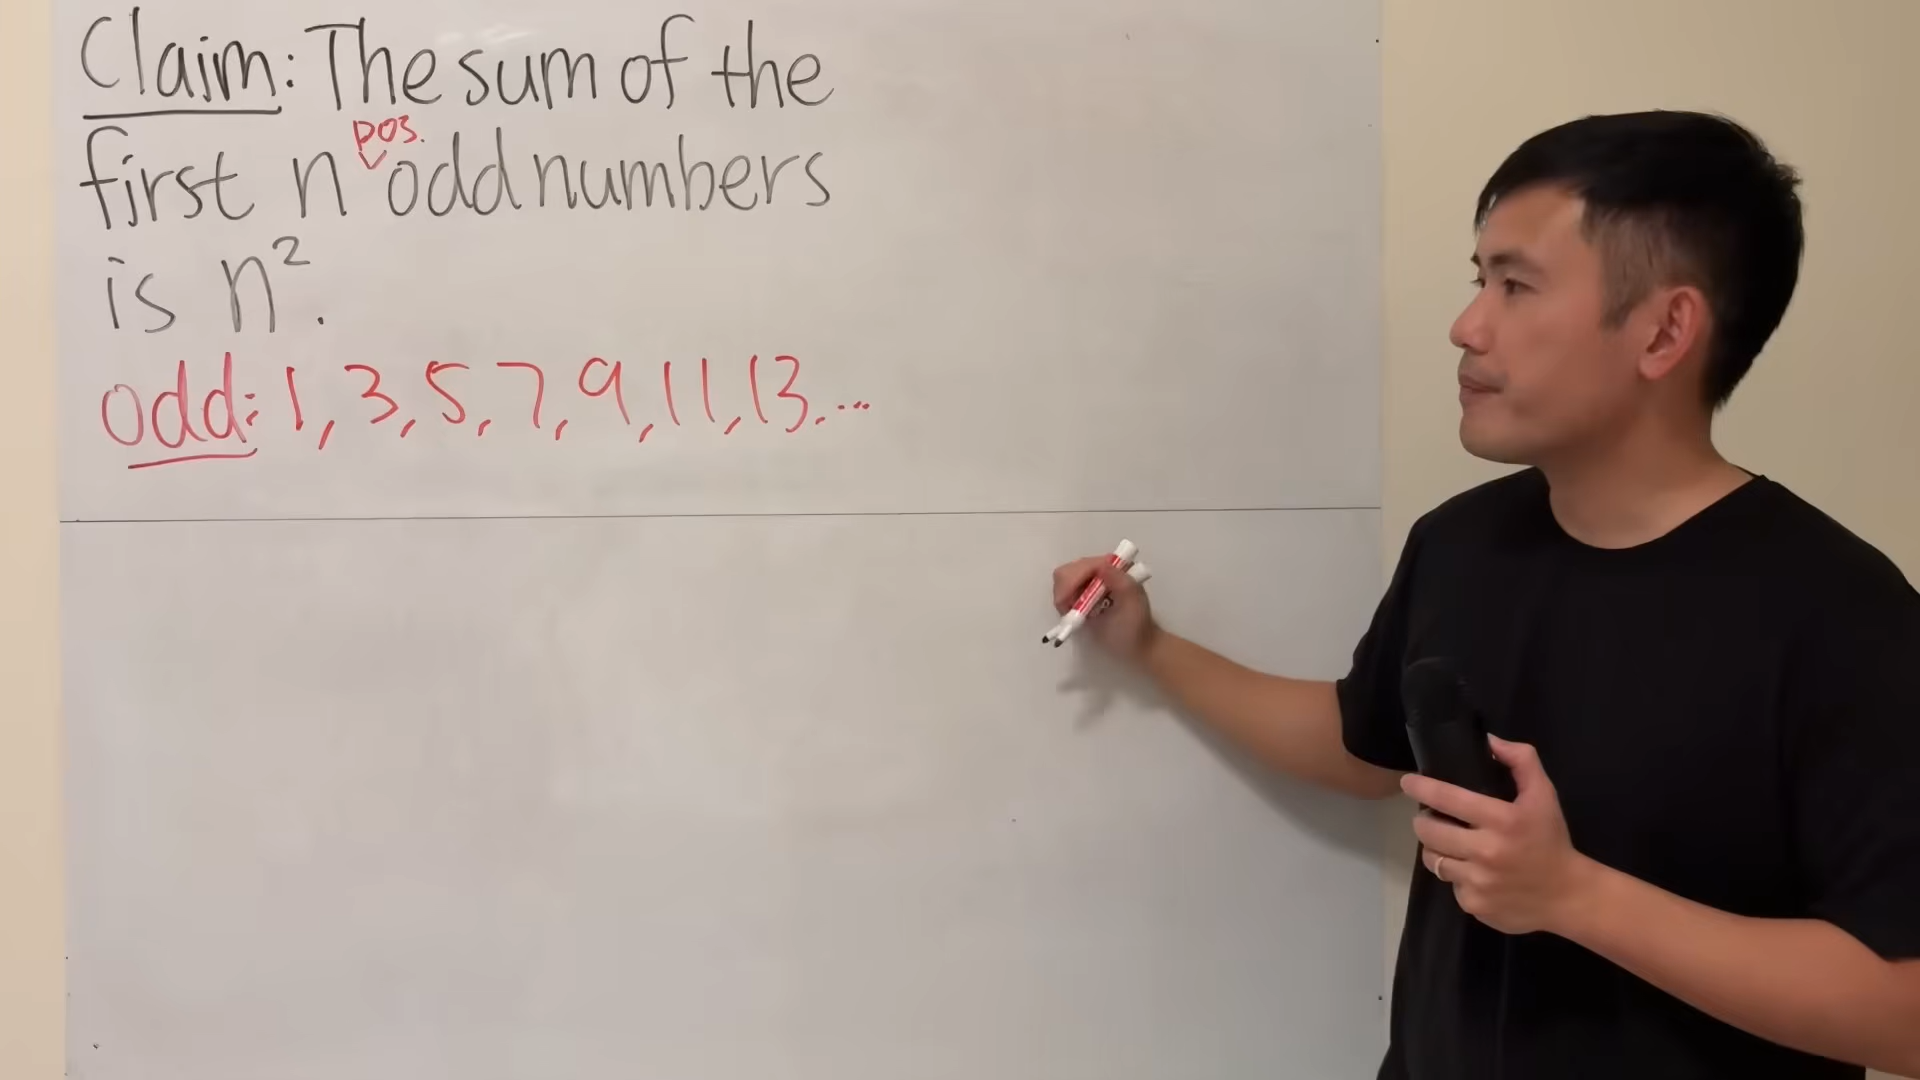 Claim: The sum of the
pos.
first n odd numbers
is n².
odd: 1, 3, 5, 7, 9, 11, 13, ...